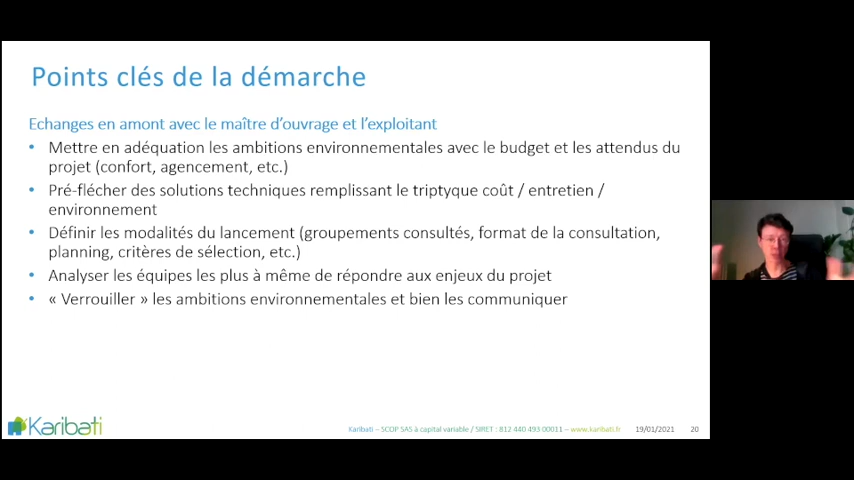 Points clés de la démarche
Echanges en amont avec le maître d'ouvrage et l'exploitant
• Mettre en adéquation les ambitions environnementales avec le budget et les attendus du
projet (confort, agencement, etc.)
• Pré-flécher des solutions techniques remplissant le triptyque coût / entretien /
environnement
• Définir les modalités du lancement (groupements consultés, format de la consultation,
planning, critères de sélection, etc.)
• Analyser les équipes les plus à même de répondre aux enjeux du projet
• « Verrouiller » les ambitions environnementales et bien les communiquer
Karibati
Karibati – SCOP SAS à capital variable / SIRET : 812 440 493 00011 – www.karibati.fr 19/01/2021 20